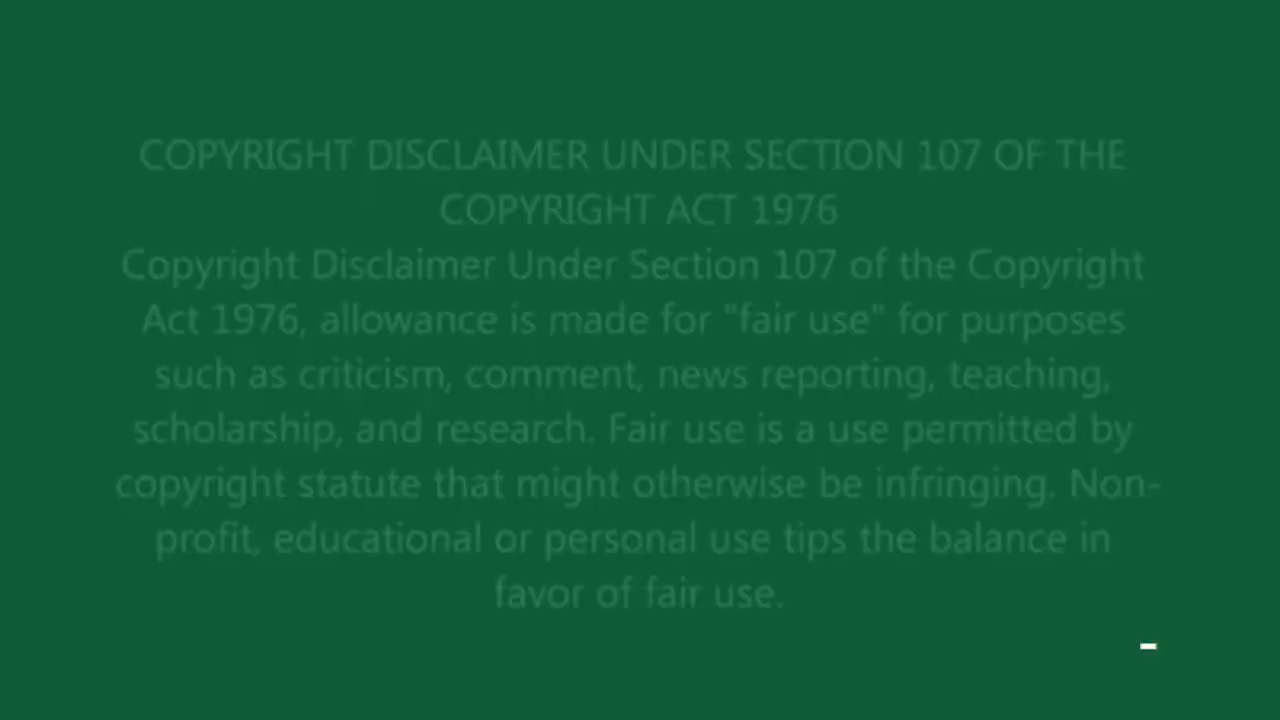 COPYRIGHT DISCLAIMER UNDER SECTION 107 OF THE
COPYRIGHT ACT 1976
Copyright Disclaimer Under Section 107 of the Copyright
Act 1976, allowance is made for "fair use" for purposes
such as criticism, comment, news reporting, teaching,
scholarship, and research. Fair use is a use permitted by
copyright statute that might otherwise be infringing. Non-
profit, educational or personal use tips the balance in
favor of fair use.